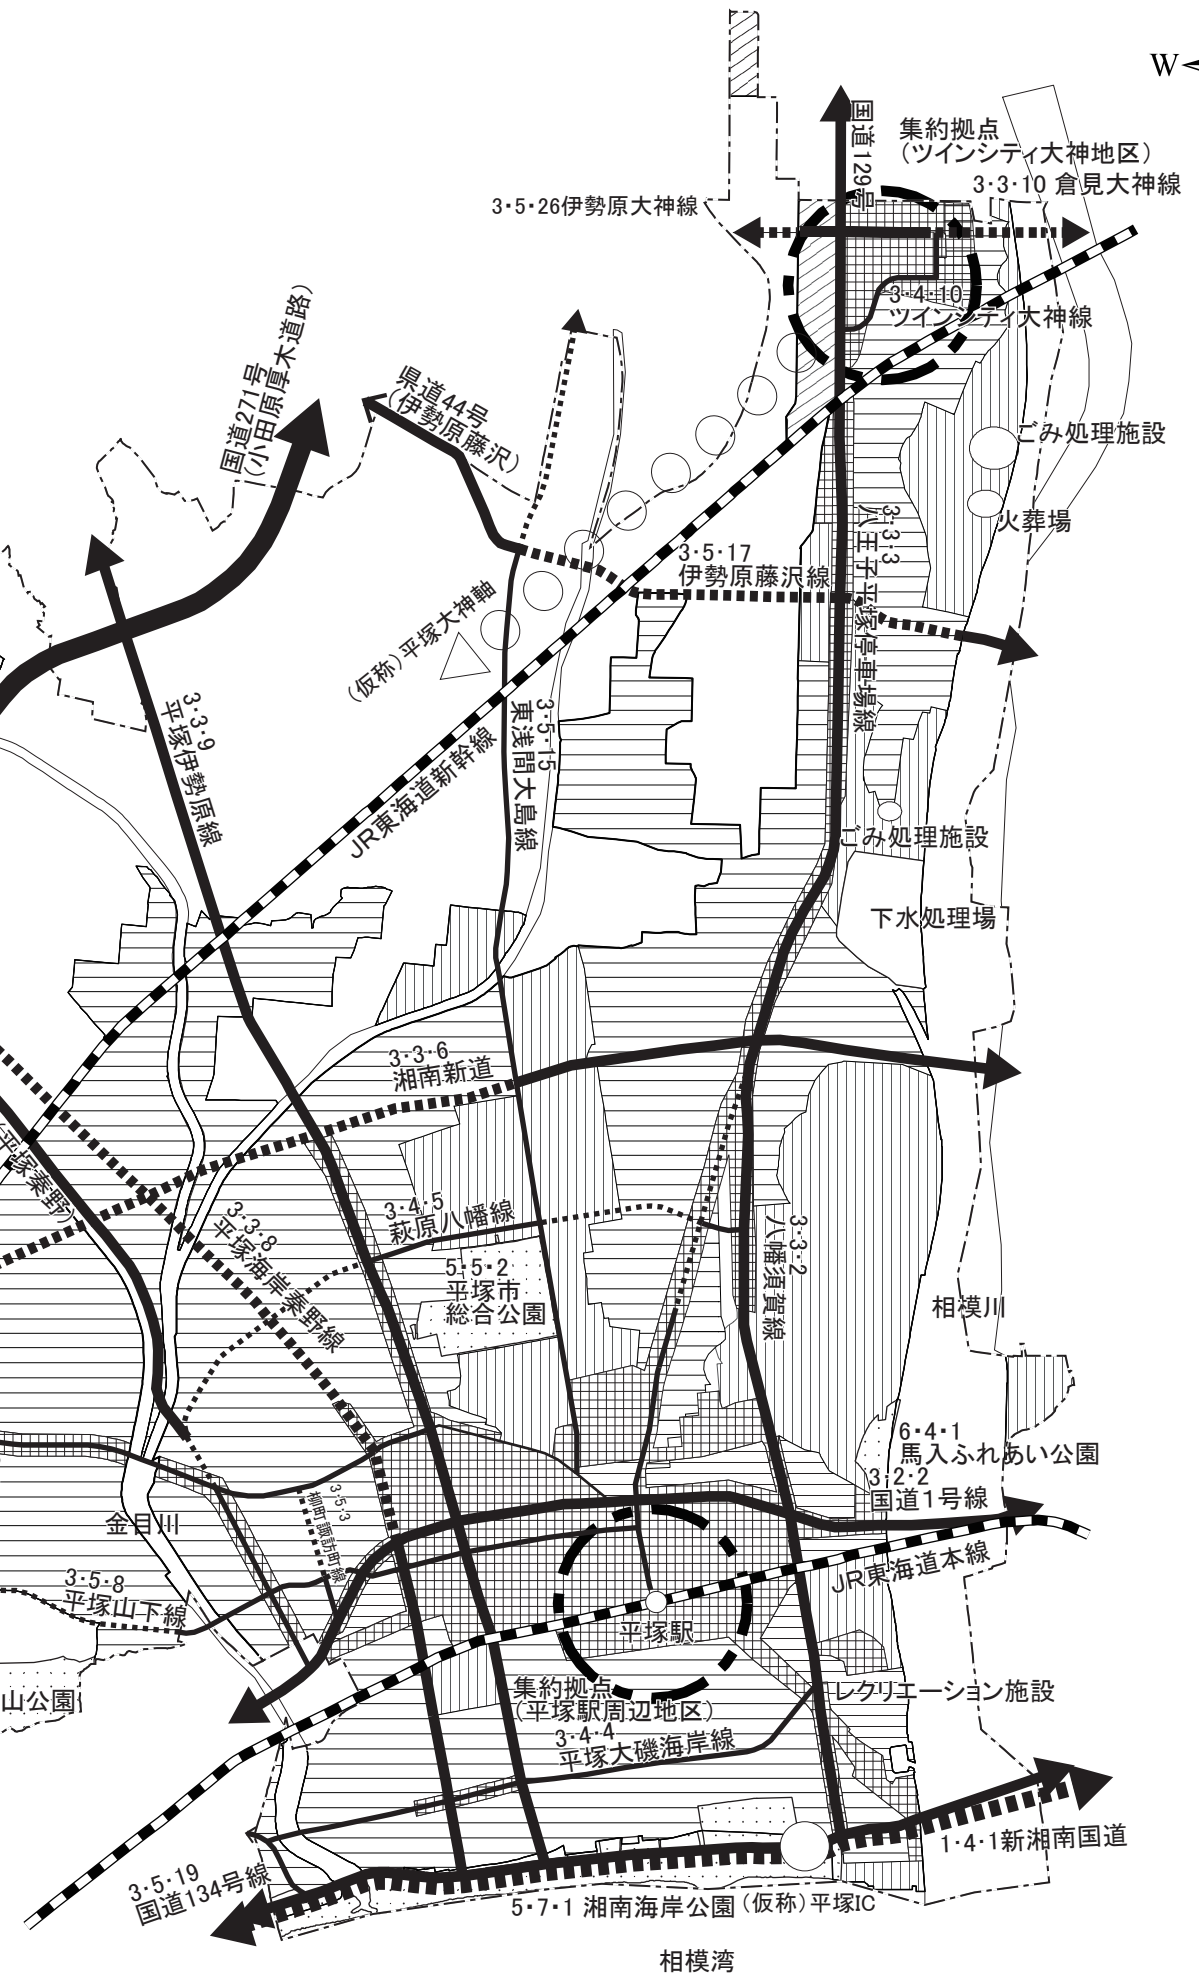 W
国道129号
集約拠点
(ツインシティ大神地区)
3・3・10 倉見大神線
3・5・26伊勢原大神線
3・4・10
ツインシティ大神線
国道271号
(小田原厚木道路)
県道44号
(伊勢原藤沢)
ごみ処理施設
火葬場
3・3・3
八王子平塚停車場線
3・5・17
伊勢原藤沢線
(仮称)平塚大神軸
3・3・9
平塚伊勢原線
3・5・15
東浅間大島線
JR東海道新幹線
ごみ処理施設
下水処理場
3・3・6
湘南新道
(平塚秦野)
3・3・8
平塚海岸秦野線
3・4・5
萩原八幡線
3・3・2
八幡須賀線
5・5・2
平塚市
総合公園
相模川
6・4・1
馬入ふれあい公園
3・2・2
国道1号線
3・5・3
柳町諏訪町線
金目川
JR東海道本線
3・5・8
平塚山下線
平塚駅
山公園
集約拠点
(平塚駅周辺地区)
レクリエーション施設
3・4・4
平塚大磯海岸線
1・4・1新湘南国道
3・5・19
国道134号線
5・7・1 湘南海岸公園
(仮称)平塚IC
相模湾